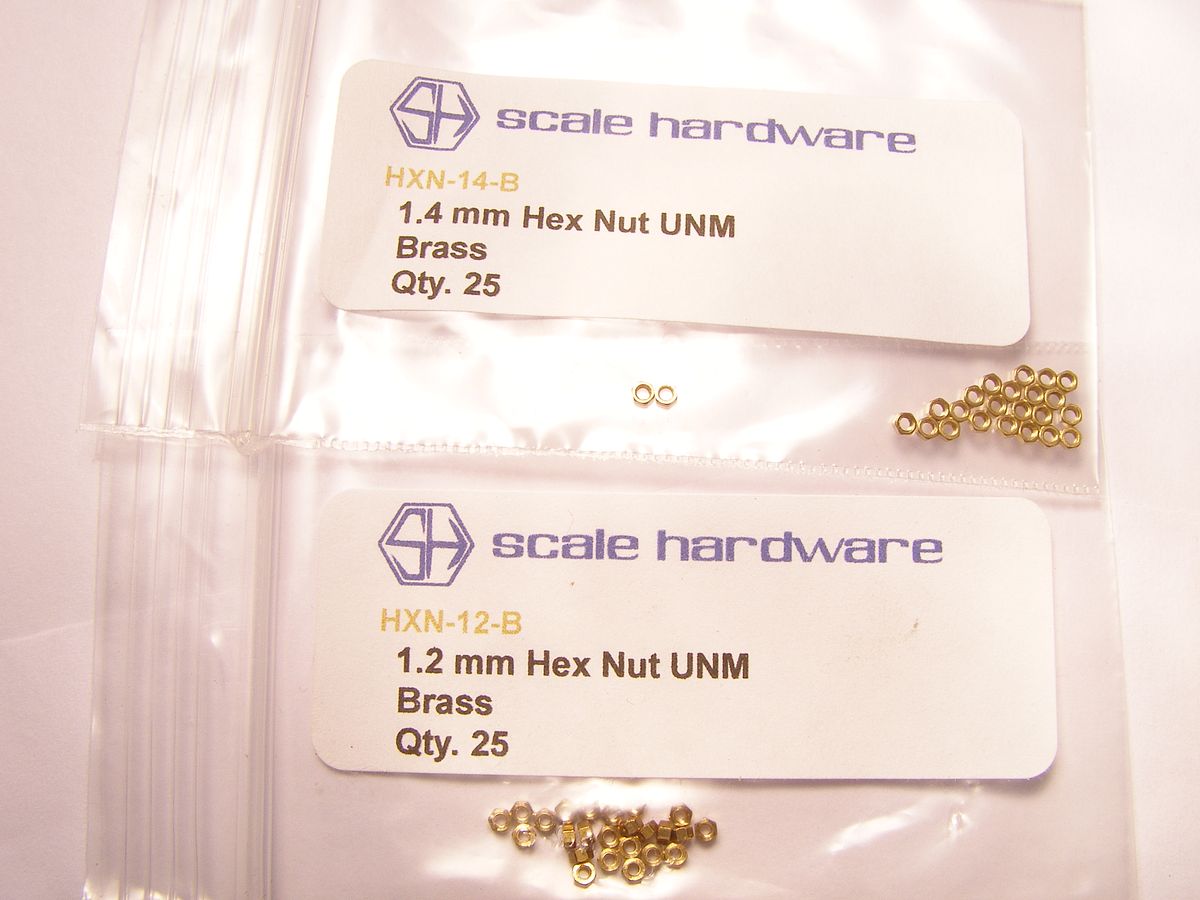 SH scale hardware
HXN-14-B
1.4 mm Hex Nut UNM
Brass
Qty. 25
SH scale hardware
HXN-12-B
1.2 mm Hex Nut UNM
Brass
Qty. 25